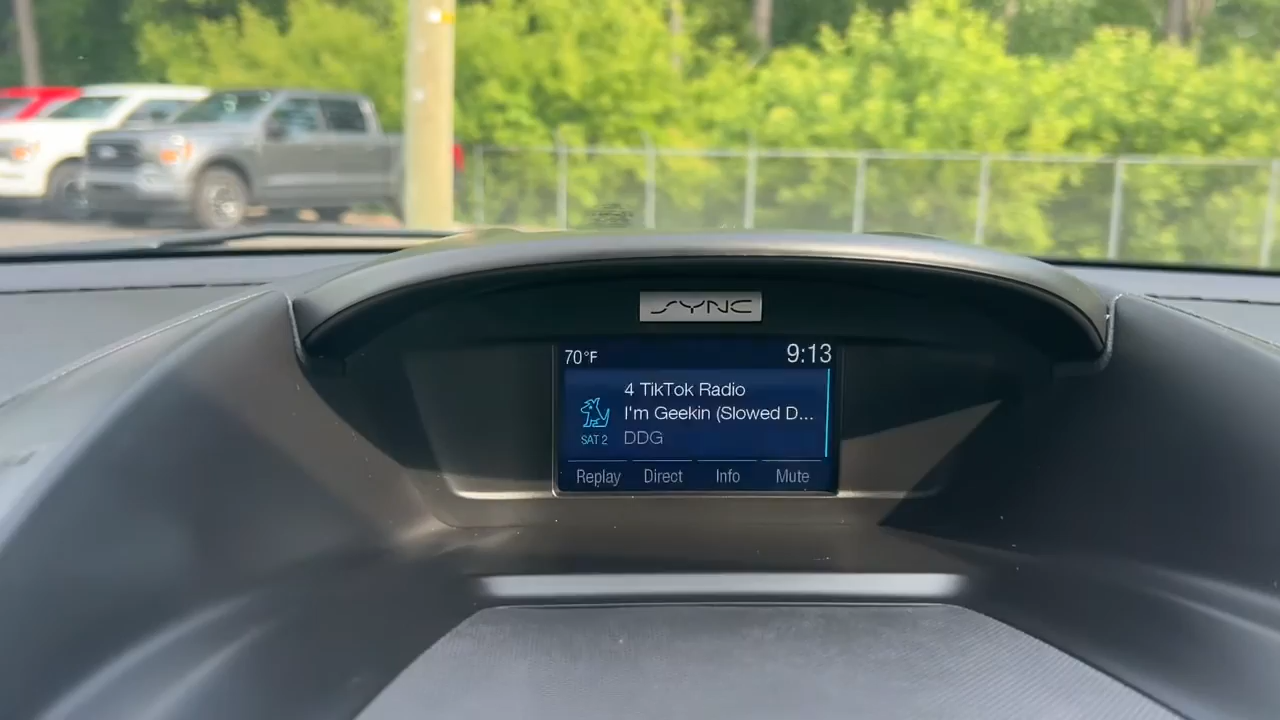 SYNC
70°F 9:13
4 TikTok Radio
I'm Geekin (Slowed D...
SAT 2 DDG
Replay Direct Info Mute